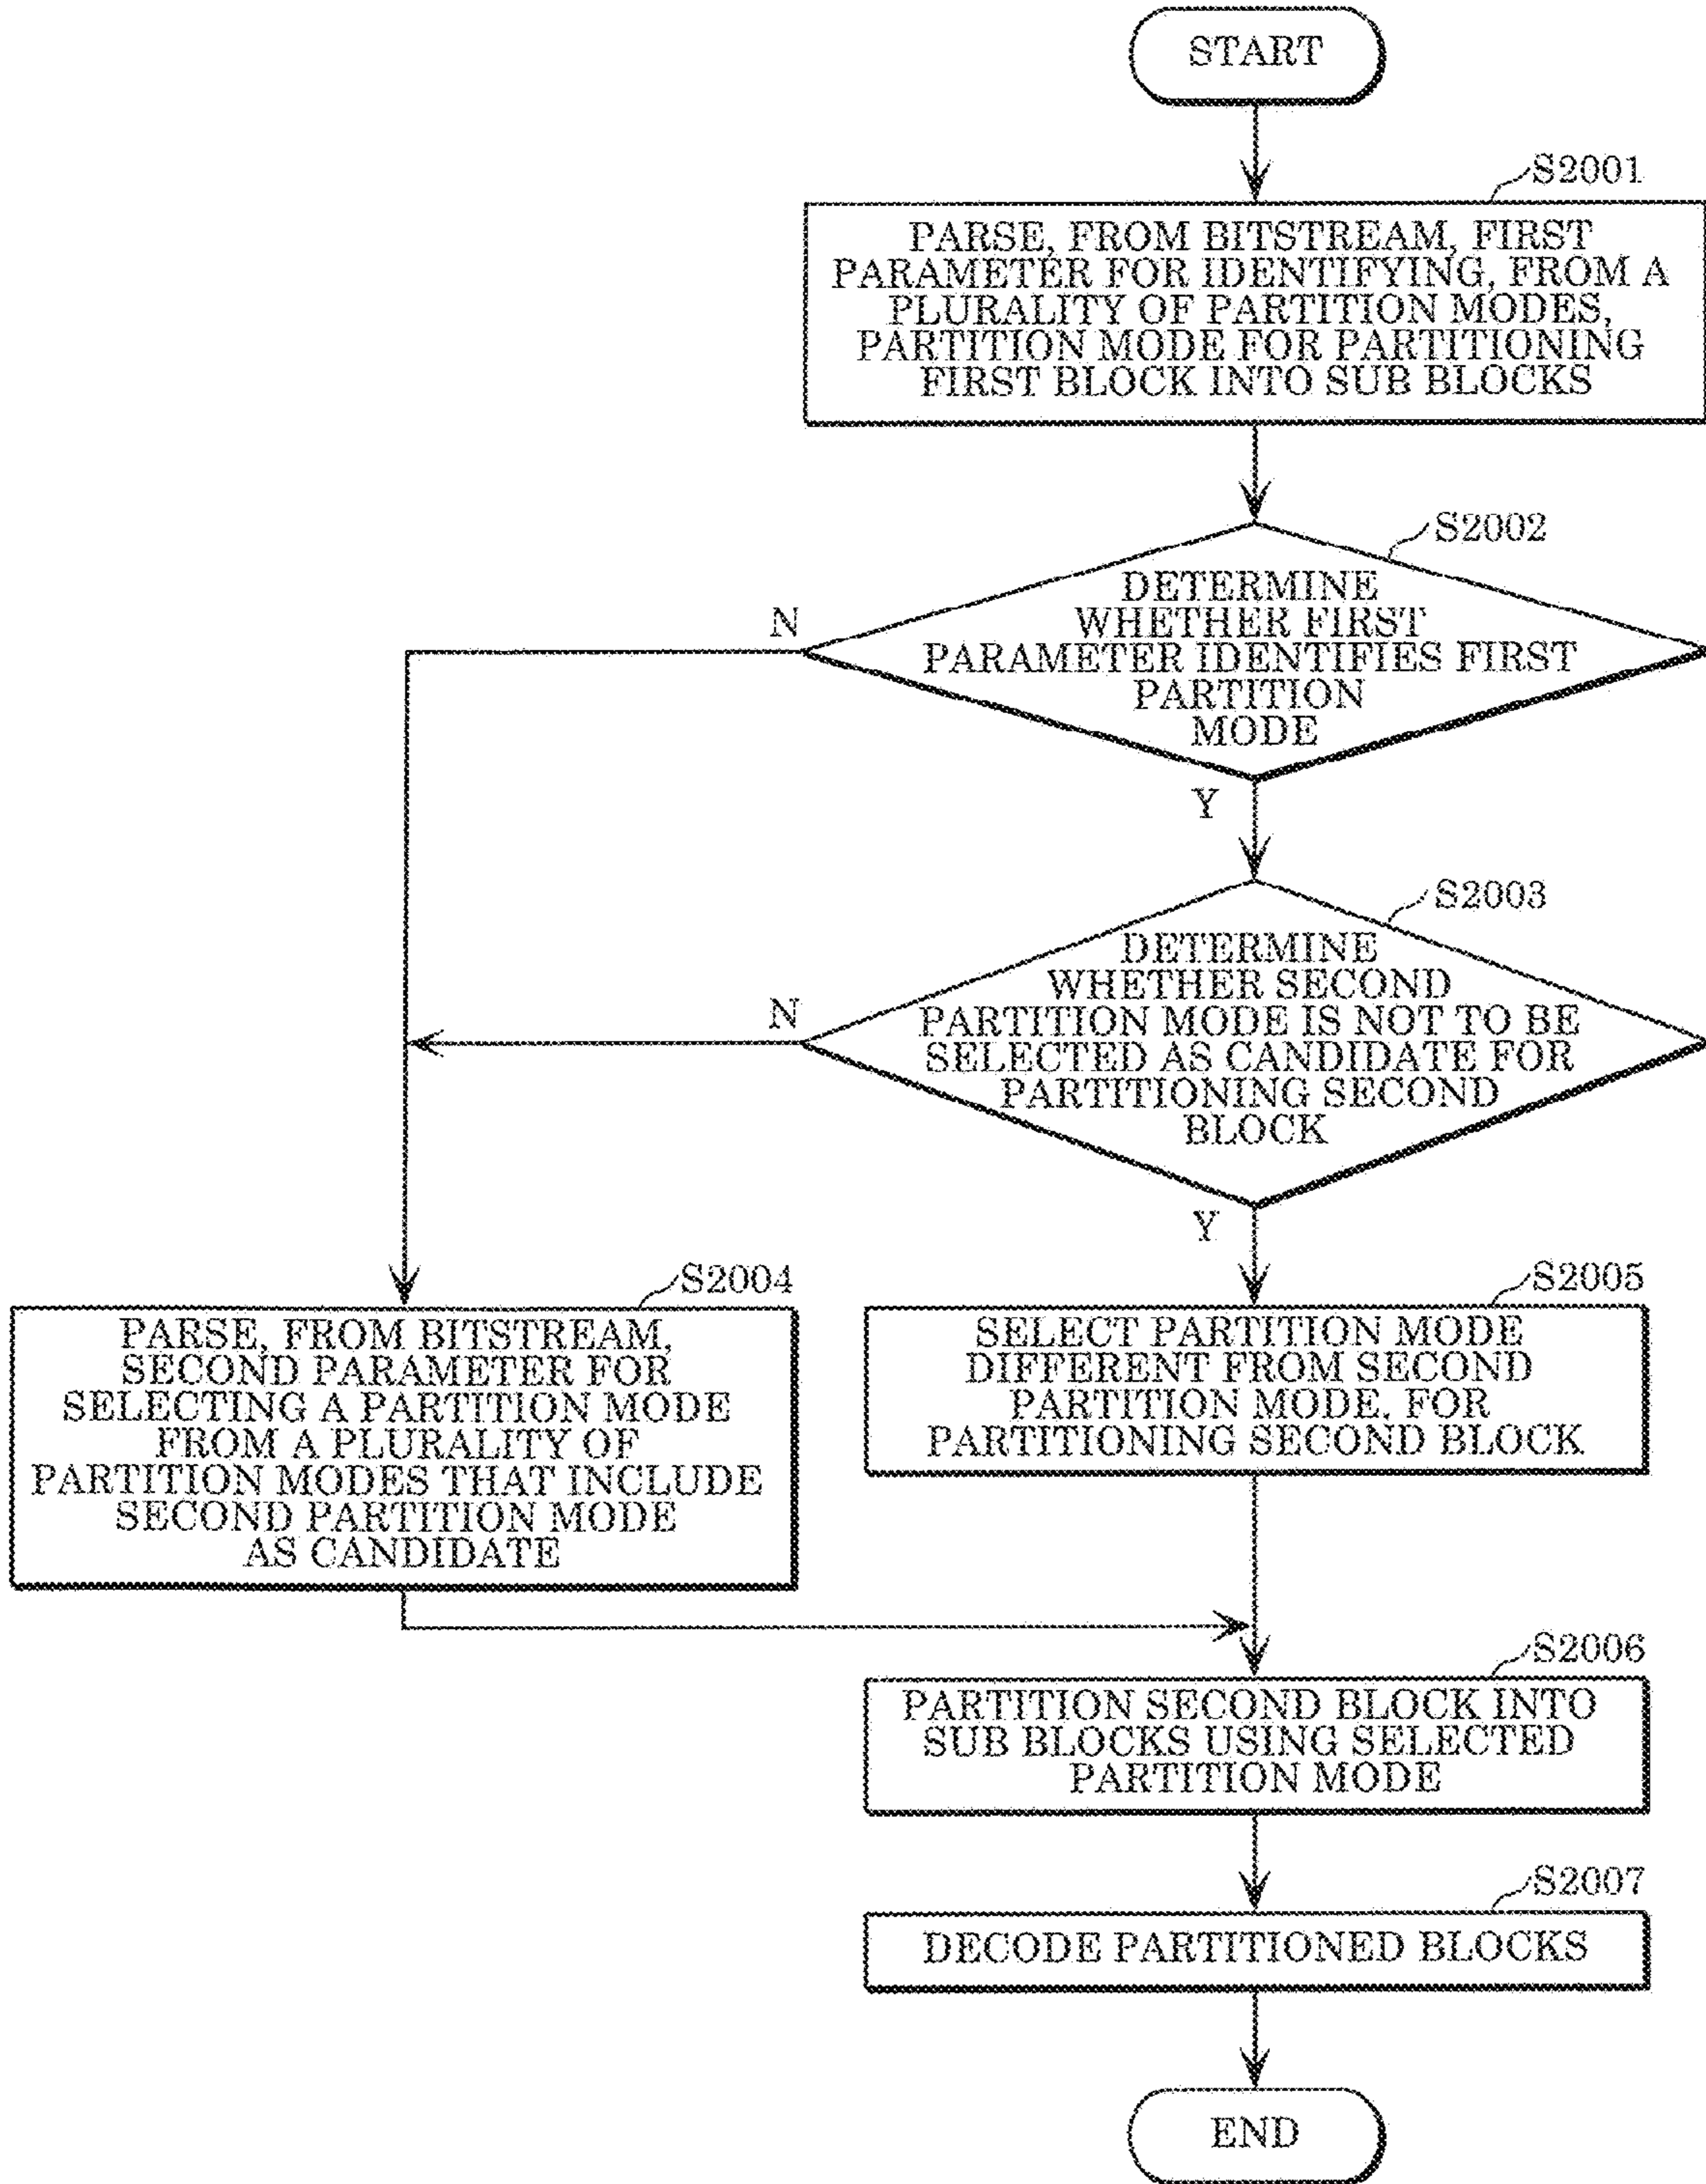 START
S2001
PARSE, FROM BITSTREAM, FIRST
PARAMETER FOR IDENTIFYING, FROM A
PLURALITY OF PARTITION MODES,
PARTITION MODE FOR PARTITIONING
FIRST BLOCK INTO SUB BLOCKS
S2002
DETERMINE
WHETHER FIRST
PARAMETER IDENTIFIES FIRST
PARTITION
MODE
N
Y
S2003
DETERMINE
WHETHER SECOND
PARTITION MODE IS NOT TO BE
SELECTED AS CANDIDATE FOR
PARTITIONING SECOND
BLOCK
N
Y
S2004
PARSE, FROM BITSTREAM,
SECOND PARAMETER FOR
SELECTING A PARTITION MODE
FROM A PLURALITY OF
PARTITION MODES THAT INCLUDE
SECOND PARTITION MODE
AS CANDIDATE
S2005
SELECT PARTITION MODE
DIFFERENT FROM SECOND
PARTITION MODE, FOR
PARTITIONING SECOND BLOCK
S2006
PARTITION SECOND BLOCK INTO
SUB BLOCKS USING SELECTED
PARTITION MODE
S2007
DECODE PARTITIONED BLOCKS
END